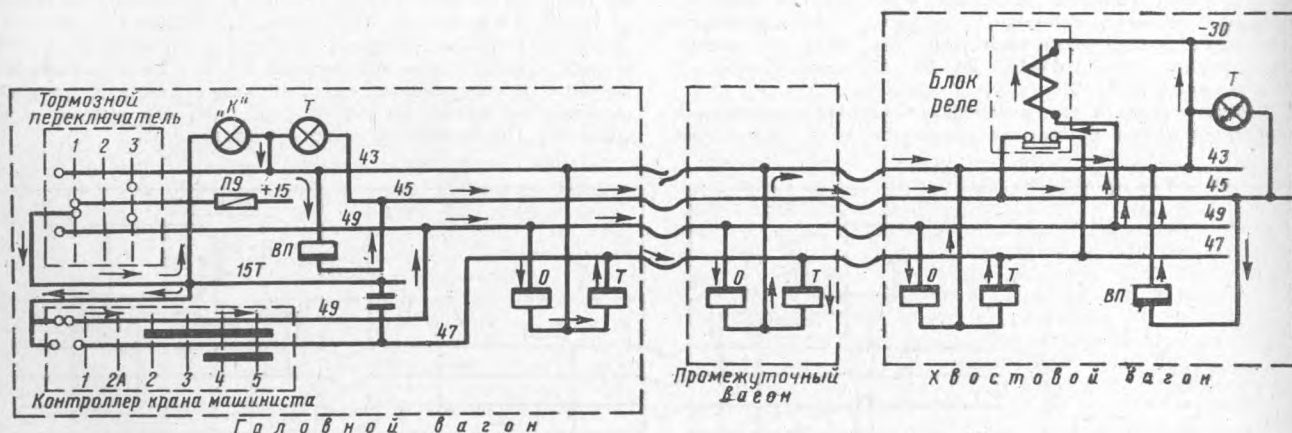 -30
Блок
реле
Т
43
45
49
47
ВП
О
Т
Хвостовой вагон
Тормозной
переключатель
1 2 3
"К"
Т
П9
+15
43
45
49
ВП
15Т
49
47
О
Т
1 2А 2 3 4 5
Контроллер крана машиниста
Головной вагон
О
Т
Промежуточный
вагон